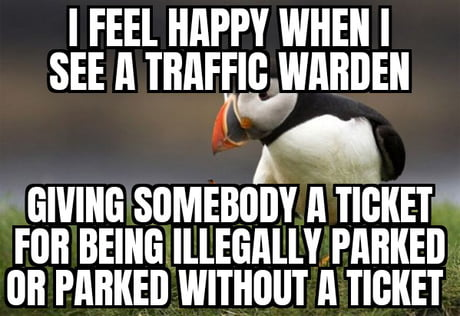 I FEEL HAPPY WHEN I
SEE A TRAFFIC WARDEN
GIVING SOMEBODY A TICKET
FOR BEING ILLEGALLY PARKED
OR PARKED WITHOUT A TICKET